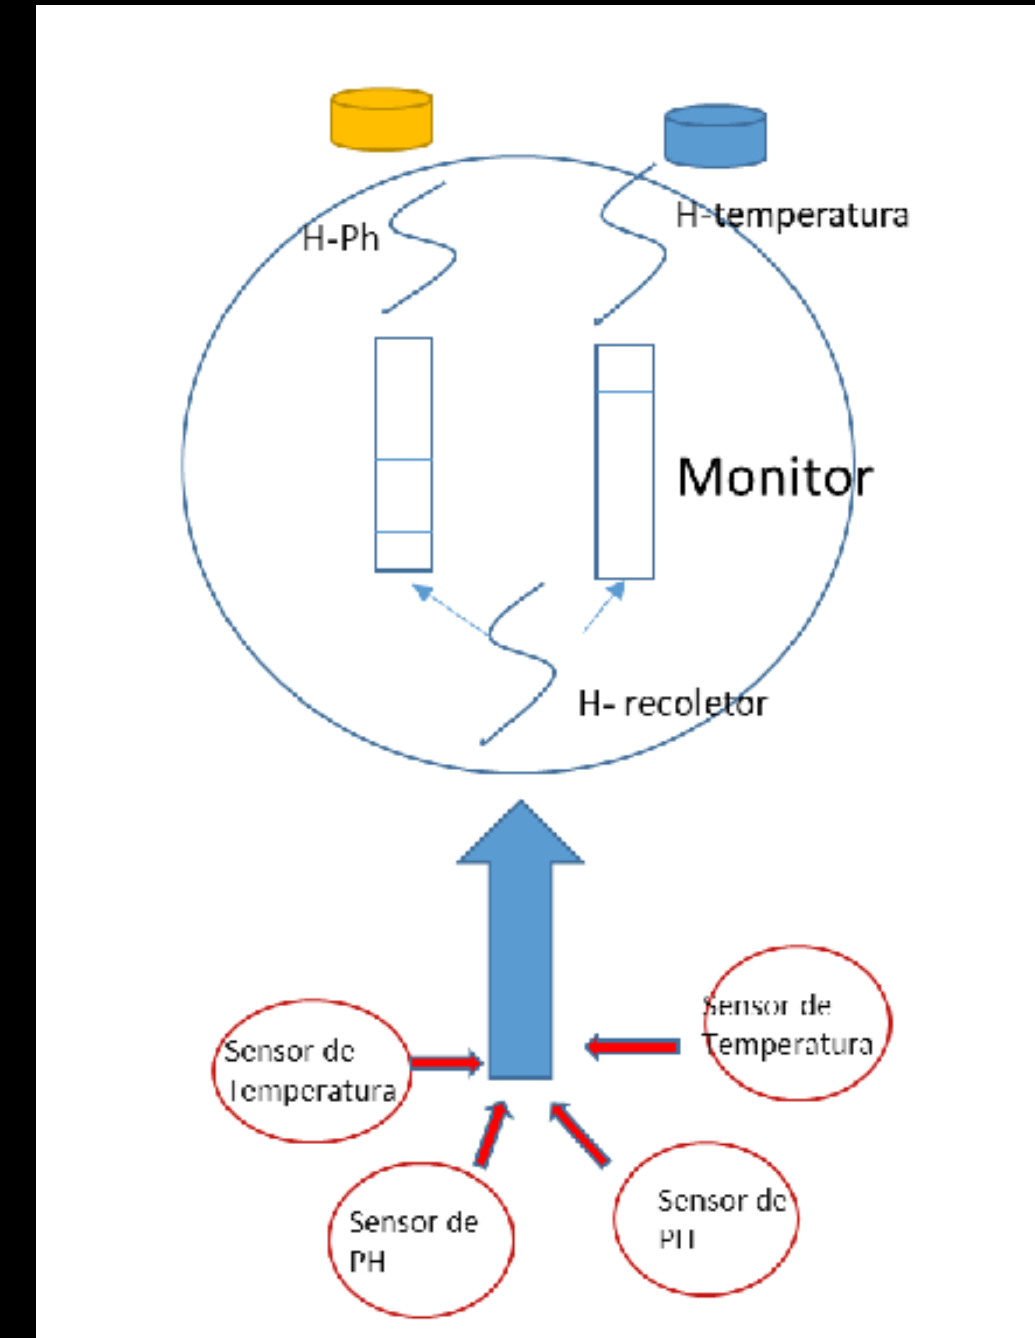 H-Ph
H-temperatura
Monitor
H- recoletor
Sensor de
Temperatura
Sensor de
Temperatura
Sensor de
PH
Sensor de
PH